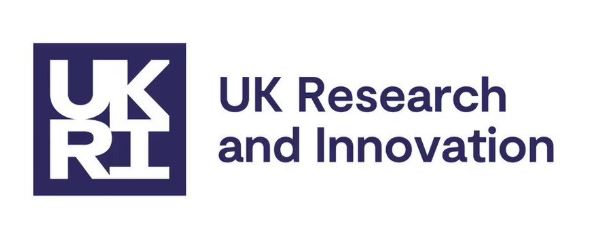 UK
RI
UK Research
and Innovation